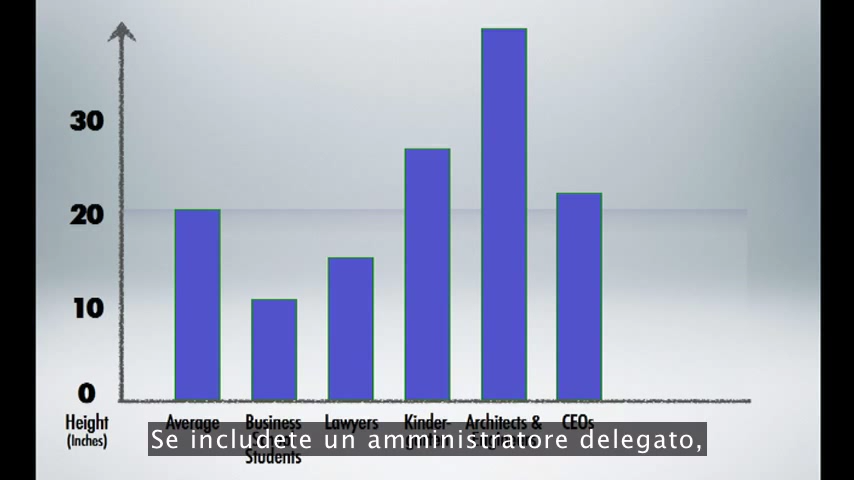 30
20
10
0
Height
(Inches)
Average
Business
Students
Lawyers
Kinder-
Architects &
CEOs
Se includete un amministratore delegato,